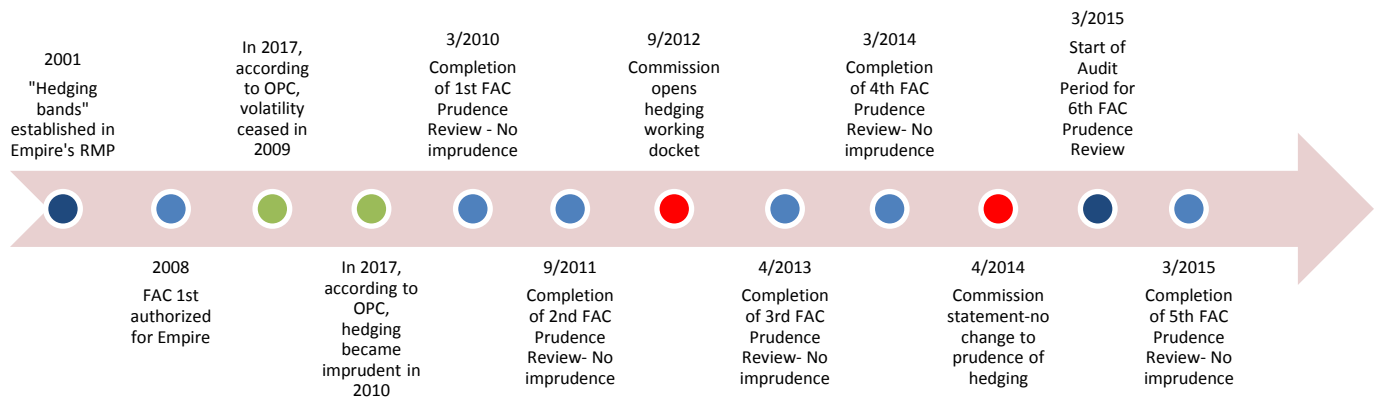 2001
"Hedging
bands"
established in
Empire's RMP
2008
FAC 1st
authorized
for Empire
In 2017,
according
to OPC,
volatility
ceased in
2009
In 2017,
according to
OPC,
hedging
became
imprudent in
2010
3/2010
Completion
of 1st FAC
Prudence
Review - No
imprudence
9/2011
Completion
of 2nd FAC
Prudence
Review- No
imprudence
9/2012
Commission
opens
hedging
working
docket
4/2013
Completion
of 3rd FAC
Prudence
Review- No
imprudence
3/2014
Completion
of 4th FAC
Prudence
Review- No
imprudence
4/2014
Commission
statement-no
change to
prudence of
hedging
3/2015
Start of
Audit
Period for
6th FAC
Prudence
Review
3/2015
Completion
of 5th FAC
Prudence
Review- No
imprudence